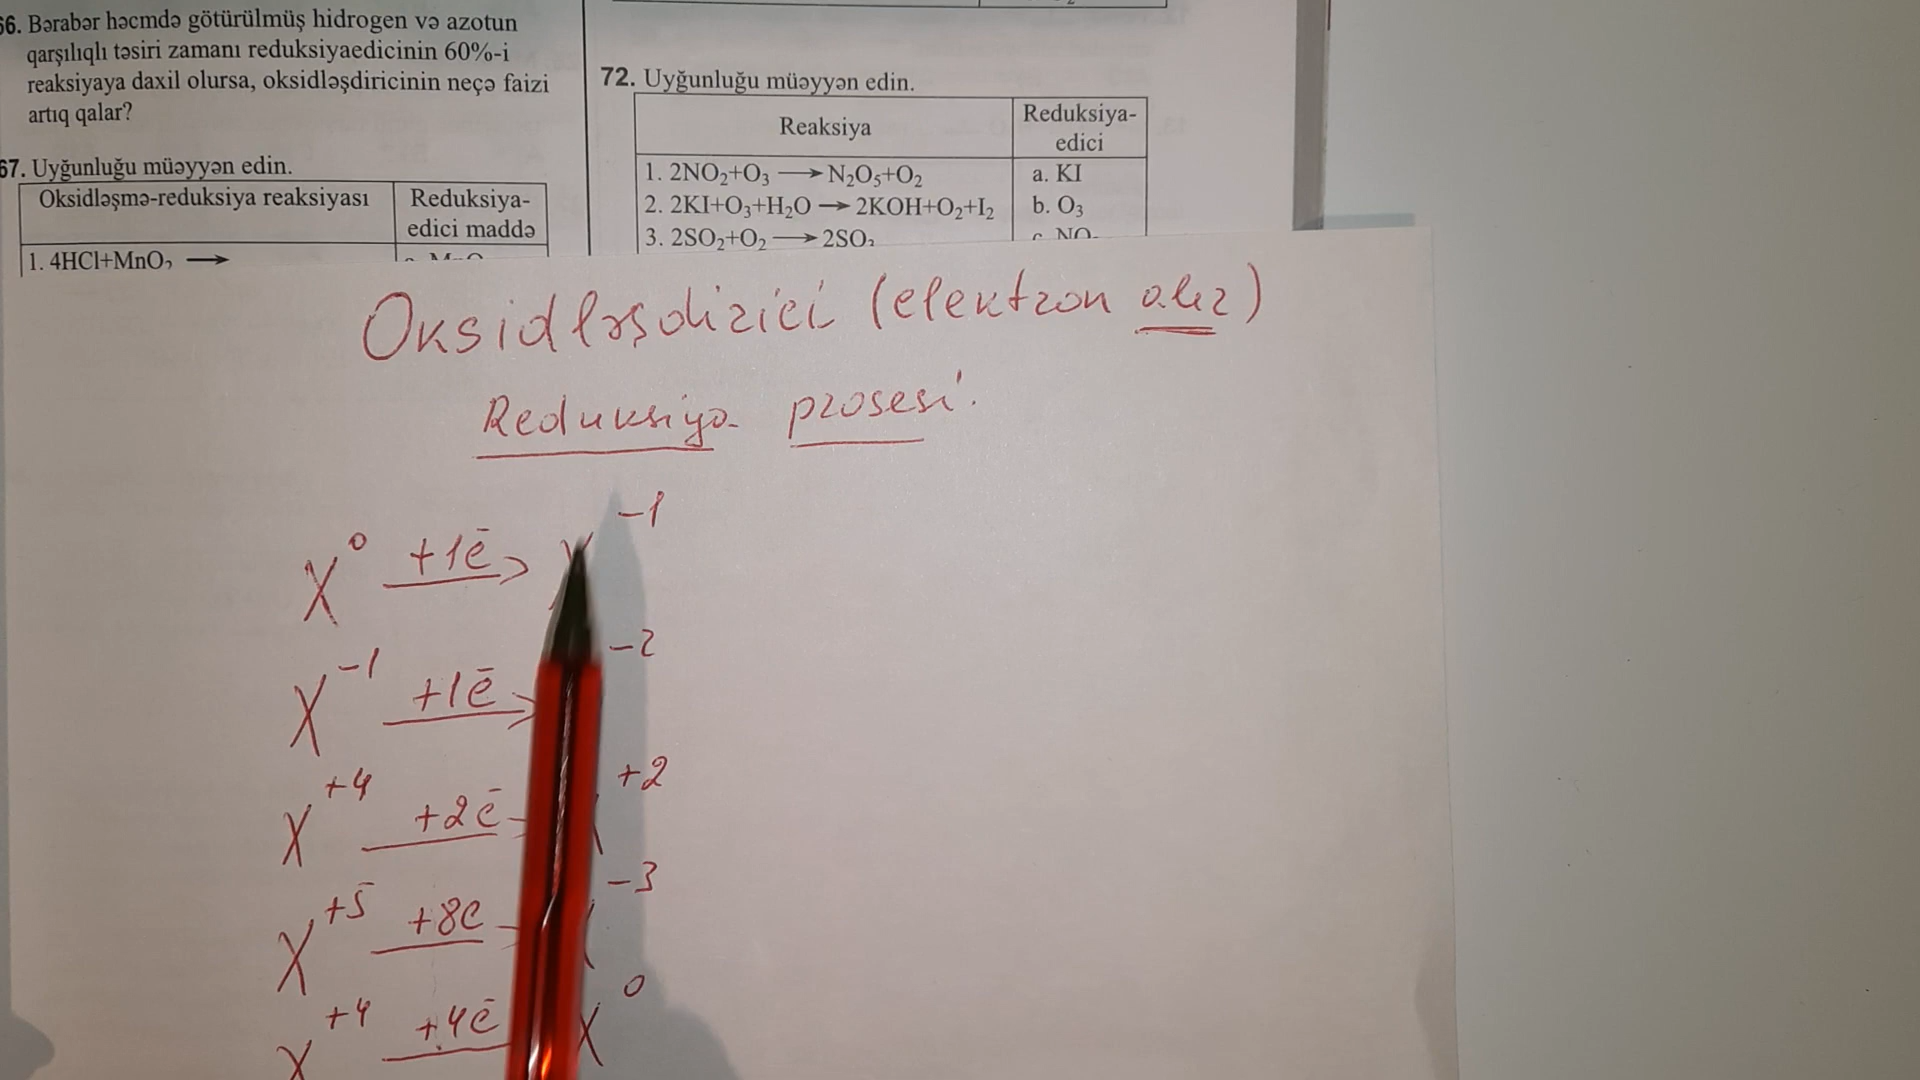 66. Bərabər həcmdə götürülmüş hidrogen və azotun
qarşılıqlı təsiri zamanı reduksiyaedicinin 60%-i
reaksiyaya daxil olursa, oksidləşdiricinin neçə faizi
artıq qalar?
67. Uyğunluğu müəyyən edin.
Oksidləşmə-reduksiya reaksiyası
Reduksiya-
edici maddə
1. 4HCl+MnO₂ →
72. Uyğunluğu müəyyən edin.
Reaksiya
Reduksiya-
edici
1. 2NO₂+O₃ → N₂O₅+O₂
a. KI
2. 2KI+O₃+H₂O → 2KOH+O₂+I₂
b. O₃
3. 2SO₂+O₂ → 2SO₃
Oksidləşdirici (elektron alır)
Reduksiya prosesi.
X⁰ +1ē → X⁻¹
X⁻¹ +1ē → ⁻²
X⁺⁴ +2ē → X⁺²
X⁺⁵ +8e → X⁻³
X⁺⁴ +4ē X⁰